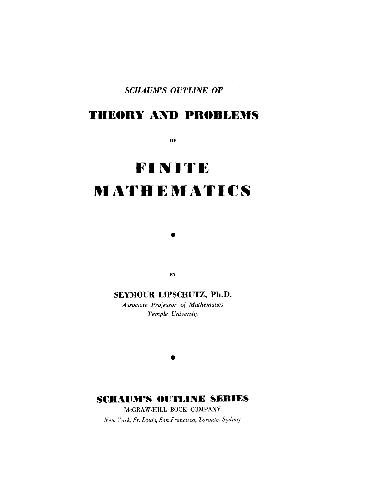 SCHAUM'S OUTLINE OF
THEORY AND PROBLEMS
OF
FINITE
MATHEMATICS
•
BY
SEYMOUR LIPSCHUTZ, Ph.D.
Associate Professor of Mathematics
Temple University
•
SCHAUM'S OUTLINE SERIES
McGRAW-HILL BOOK COMPANY
New York, St. Louis, San Francisco, Toronto, Sydney